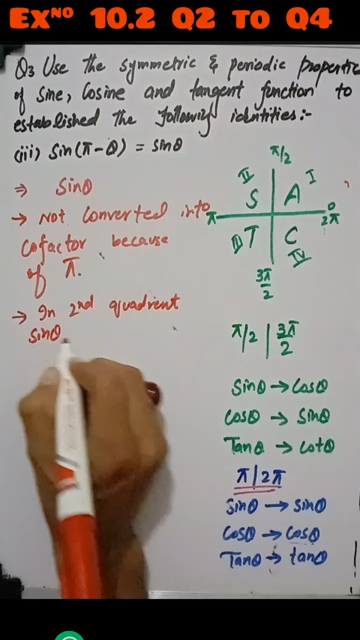 Exᴺᴼ 10.2 Q2 TO Q4
Q3 Use the symmetric & periodic properties
of Sine, Cosine and tangent function to
established the following identities:-
(iii) Sin(π-θ) = sinθ
⇒ Sinθ
→ Not Converted into
Cofactor because
of π.
→ In 2nd quadrent
Sinθ
π/2
II I
S A
π 0
2π
III T C
IV
3π/2
π/2 | 3π/2
Sinθ → Cosθ
Cosθ → Sinθ
Tanθ → Cotθ
π/2π
Sinθ → sinθ
Cosθ → Cosθ
Tanθ → tanθ